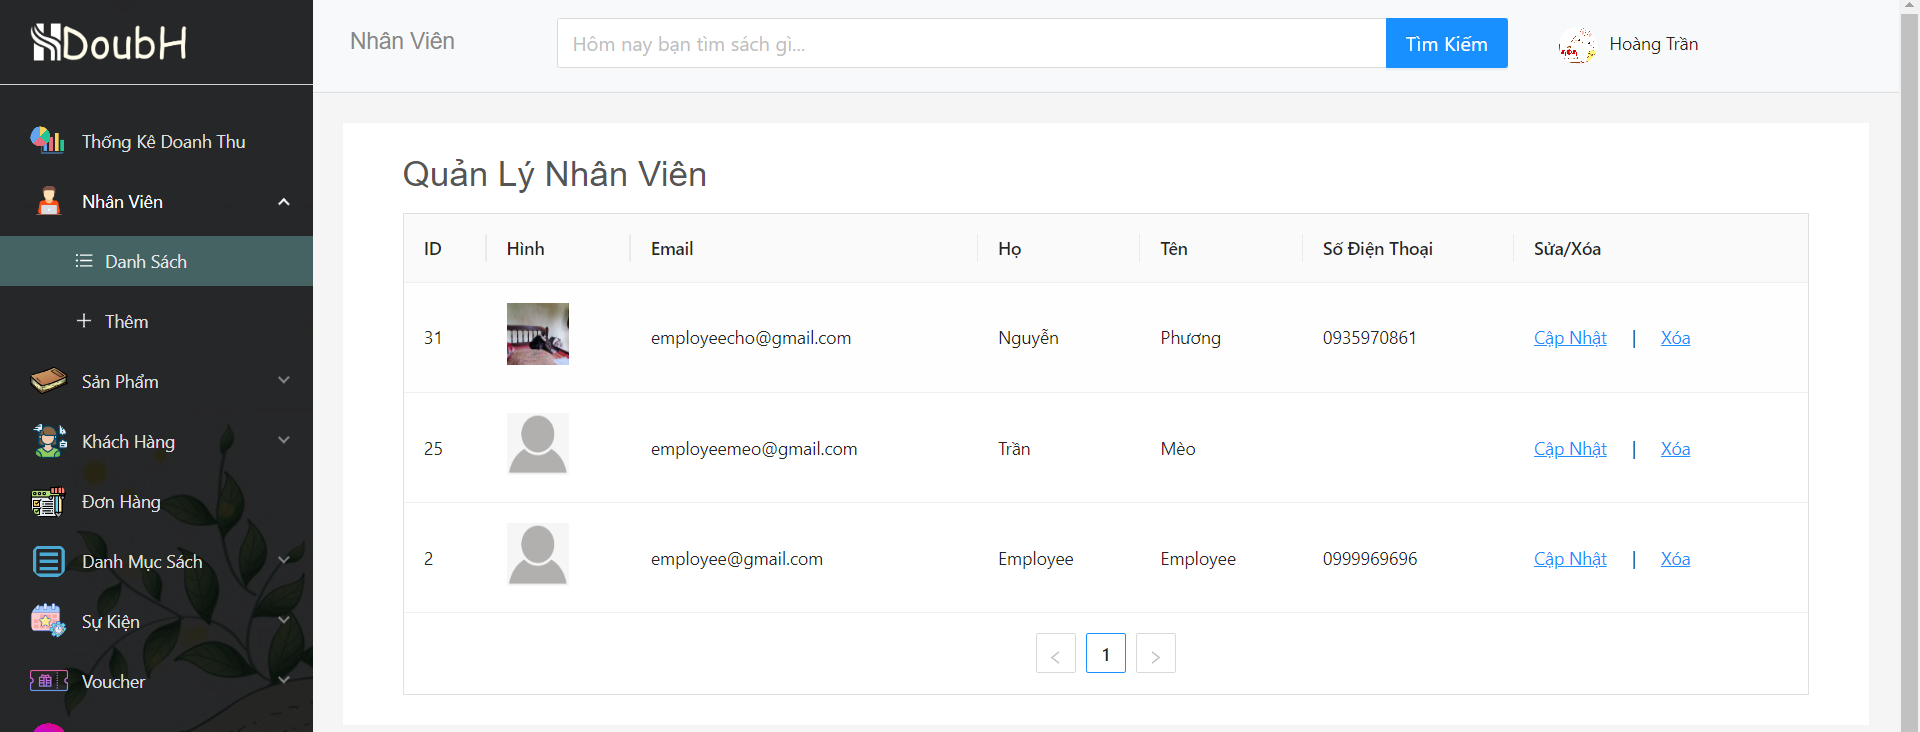 DoubH
Nhân Viên
Hôm nay bạn tìm sách gì...
Tìm Kiếm
Hoàng Trần
Thống Kê Doanh Thu
Nhân Viên
Danh Sách
Thêm
Sản Phẩm
Khách Hàng
Đơn Hàng
Danh Mục Sách
Sự Kiện
Voucher
Quản Lý Nhân Viên
ID Hình Email Họ Tên Số Điện Thoại Sửa/Xóa
31 employeecho@gmail.com Nguyễn Phương 0935970861 Cập Nhật | Xóa
25 employeemeo@gmail.com Trần Mèo Cập Nhật | Xóa
2 employee@gmail.com Employee Employee 0999969696 Cập Nhật | Xóa
< 1 >